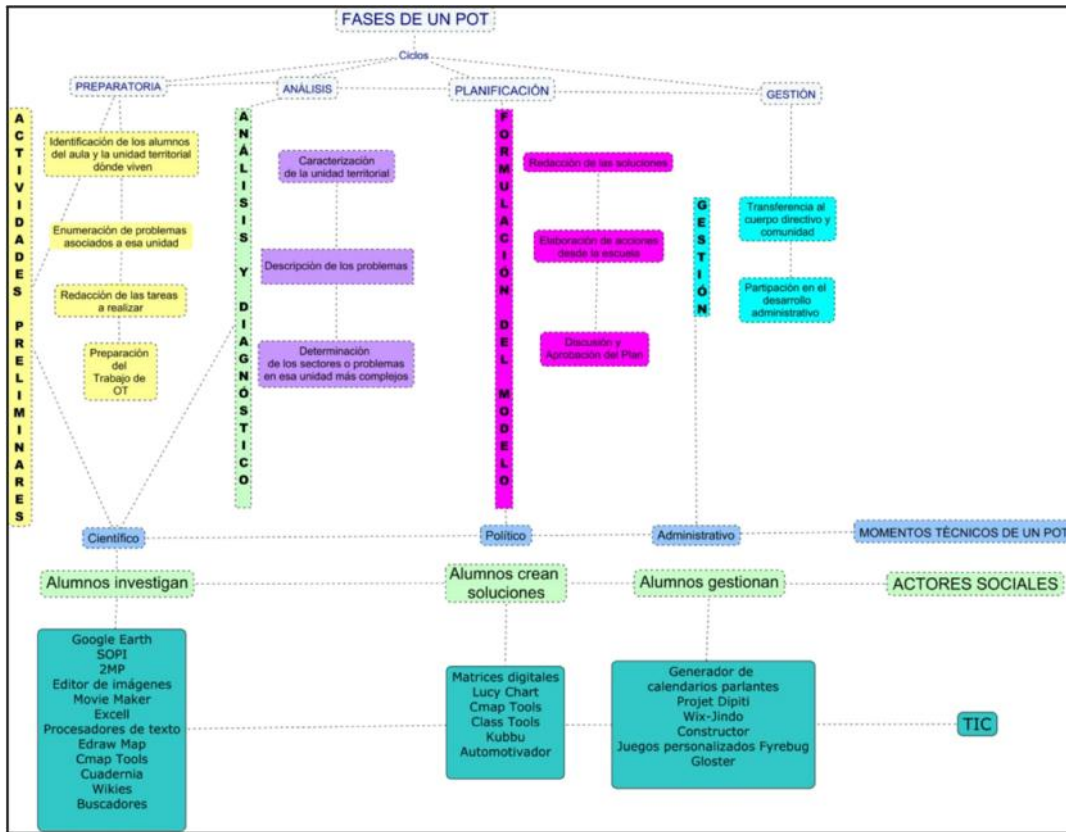 FASES DE UN POT
Ciclos
PREPARATORIA
ANÁLISIS
PLANIFICACIÓN
GESTIÓN
ACTIVIDADES PRELIMINARES
Identificación de los alumnos
del aula y la unidad territorial
dónde viven
Enumeración de problemas
asociados a esa unidad
Redacción de las tareas
a realizar
Preparación
del
Trabajo de
OT
ANÁLISIS Y DIAGNÓSTICO
Caracterización
de la unidad territorial
Descripción de los problemas
Determinación
de los sectores o problemas
en esa unidad más complejos
FORMULACIÓN DEL MODELO
Redacción de las soluciones
Elaboración de acciones
desde la escuela
Discusión y
Aprobación del Plan
GESTIÓN
Transferencia al
cuerpo directivo y
comunidad
Partipación en el
desarrollo
administrativo
Científico
Político
Administrativo
MOMENTOS TÈCNICOS DE UN POT
Alumnos investigan
Alumnos crean
soluciones
Alumnos gestionan
ACTORES SOCIALES
Google Earth
SOPI
2MP
Editor de imágenes
Movie Maker
Excell
Procesadores de texto
Edraw Map
Cmap Tools
Cuadernia
Wikies
Buscadores
Matrices digitales
Lucy Chart
Cmap Tools
Class Tools
Kubbu
Automotivador
Generador de
calendarios parlantes
Projet Dipiti
Wix-Jindo
Constructor
Juegos personalizados Fyrebug
Gloster
TIC